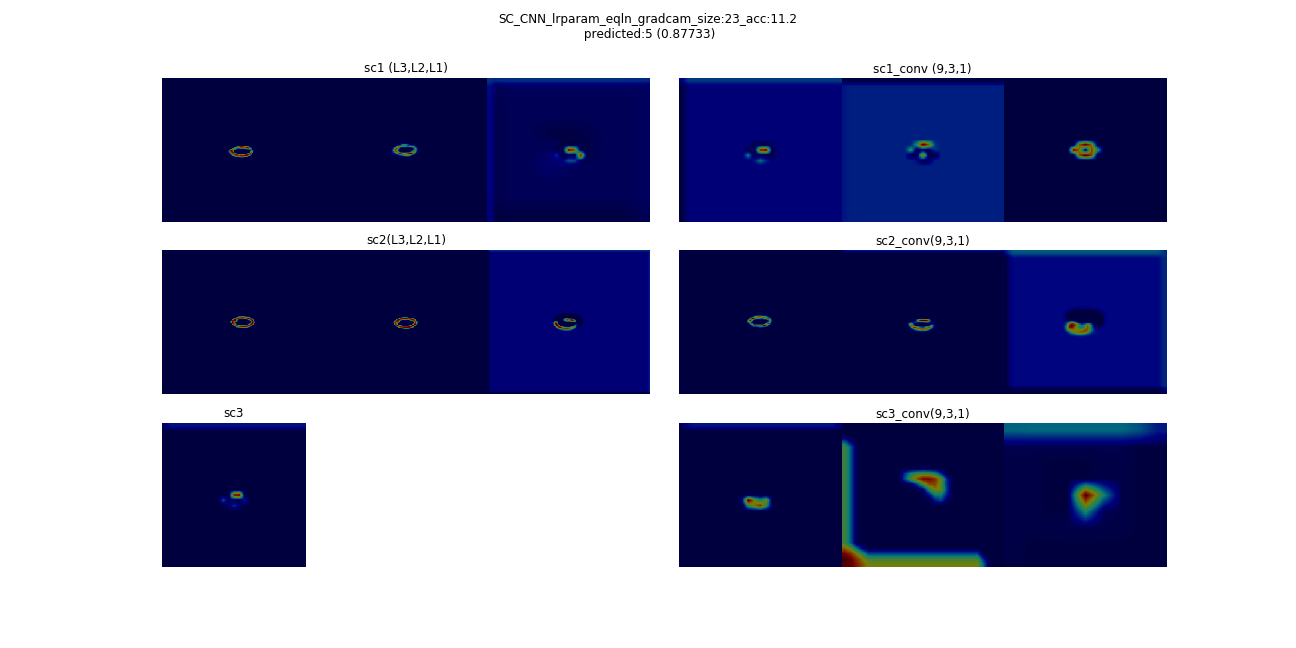 SC_CNN_lrparam_eqln_gradcam_size:23_acc:11.2
predicted:5 (0.87733)
sc1 (L3,L2,L1)
sc1_conv (9,3,1)
sc2(L3,L2,L1)
sc2_conv(9,3,1)
sc3
sc3_conv(9,3,1)